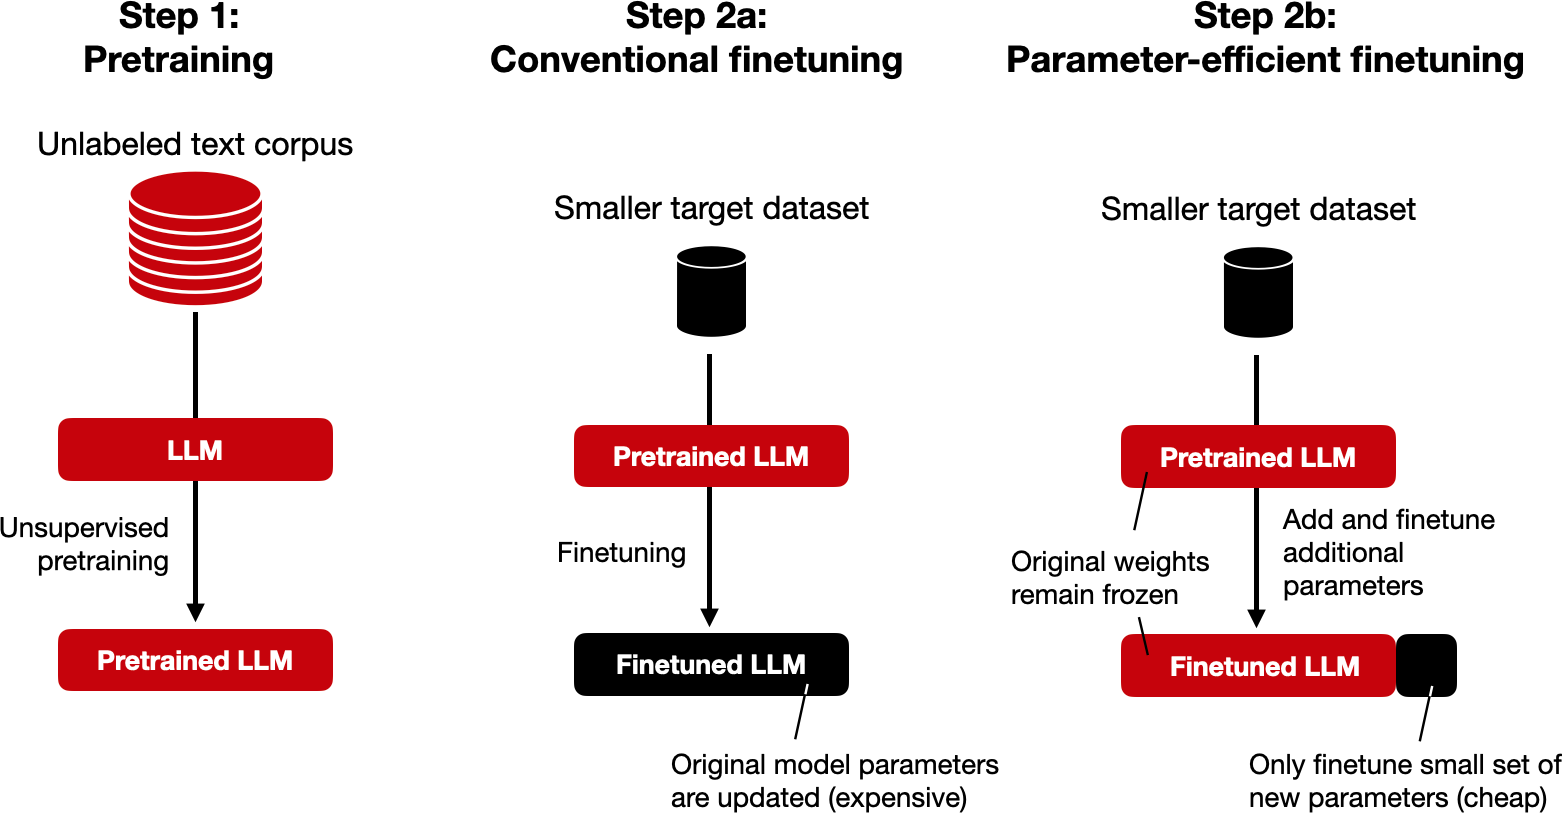 Step 1:
Pretraining
Unlabeled text corpus
LLM
Unsupervised
pretraining
Pretrained LLM
Step 2a:
Conventional finetuning
Smaller target dataset
Pretrained LLM
Finetuning
Finetuned LLM
Original model parameters
are updated (expensive)
Step 2b:
Parameter-efficient finetuning
Smaller target dataset
Pretrained LLM
Original weights
remain frozen
Add and finetune
additional
parameters
Finetuned LLM
Only finetune small set of
new parameters (cheap)